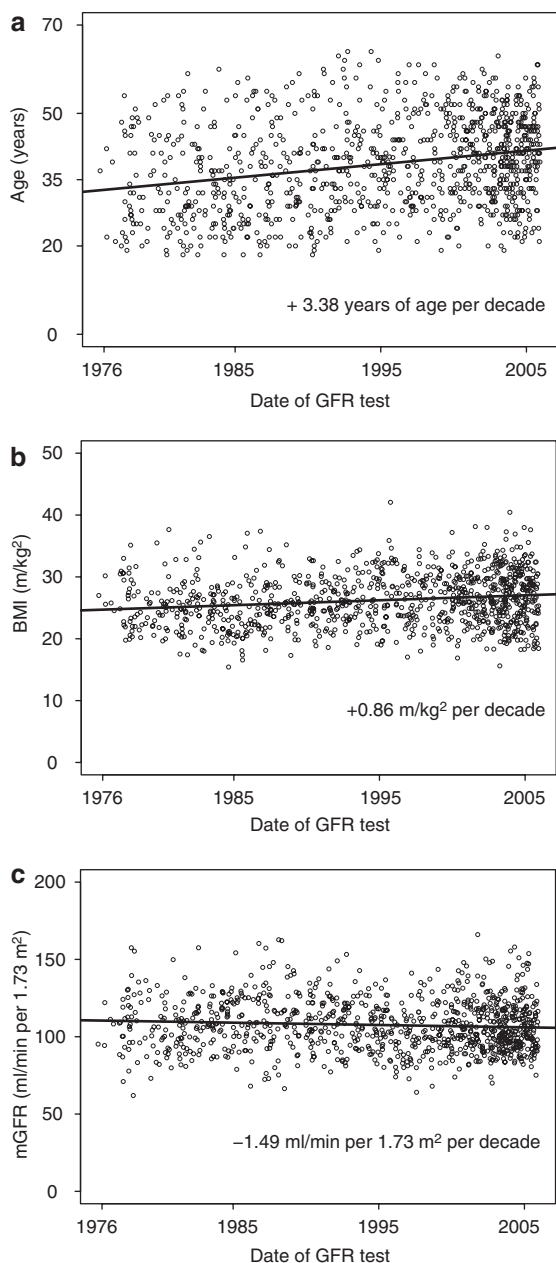 a
70
50
35
20
0
Age (years)
+ 3.38 years of age per decade
1976 1985 1995 2005
Date of GFR test
b
50
40
30
20
10
0
BMI (m/kg²)
+0.86 m/kg² per decade
1976 1985 1995 2005
Date of GFR test
c
200
150
100
50
0
mGFR (ml/min per 1.73 m²)
−1.49 ml/min per 1.73 m² per decade
1976 1985 1995 2005
Date of GFR test